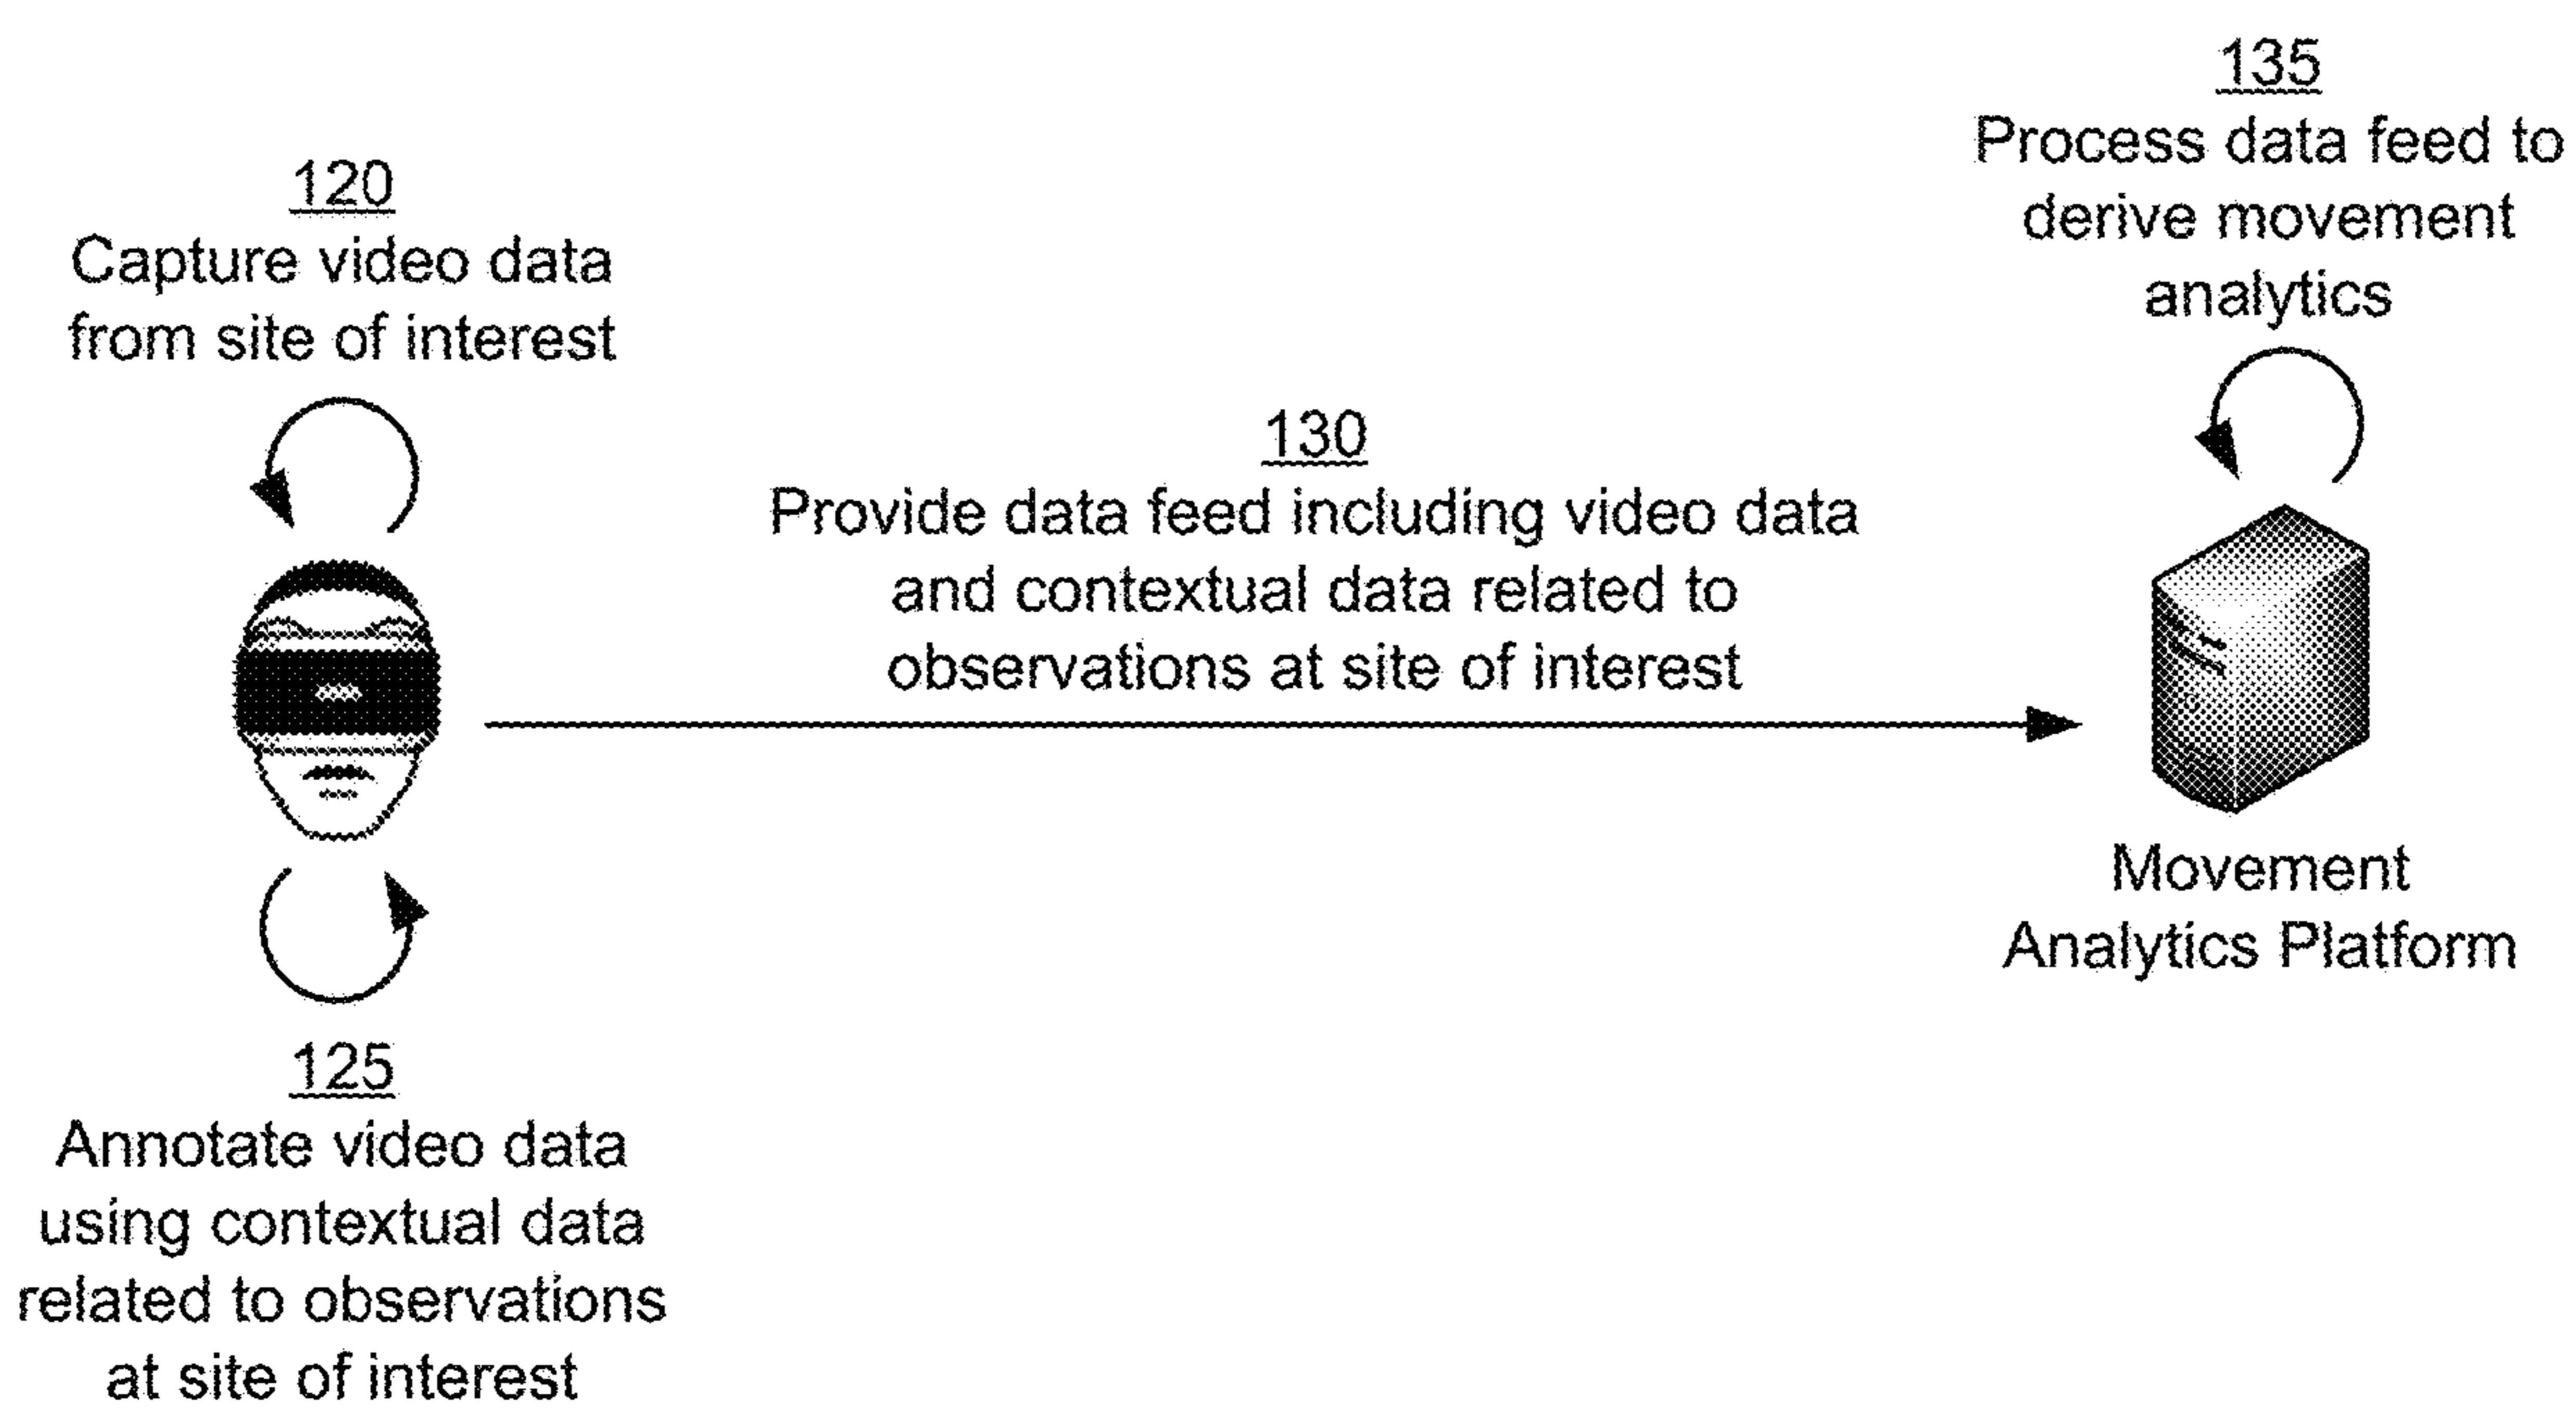 120
Capture video data
from site of interest
125
Annotate video data
using contextual data
related to observations
at site of interest
130
Provide data feed including video data
and contextual data related to
observations at site of interest
135
Process data feed to
derive movement
analytics
Movement
Analytics Platform